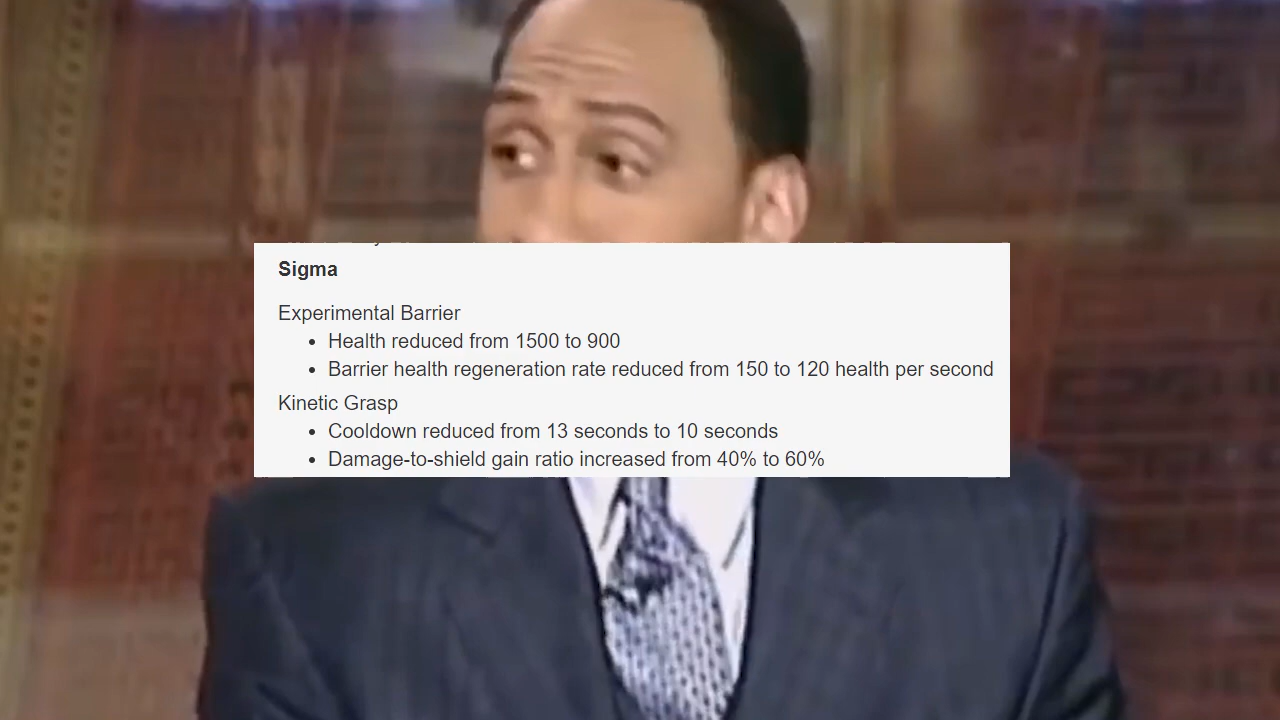 Sigma
Experimental Barrier
• Health reduced from 1500 to 900
• Barrier health regeneration rate reduced from 150 to 120 health per second
Kinetic Grasp
• Cooldown reduced from 13 seconds to 10 seconds
• Damage-to-shield gain ratio increased from 40% to 60%